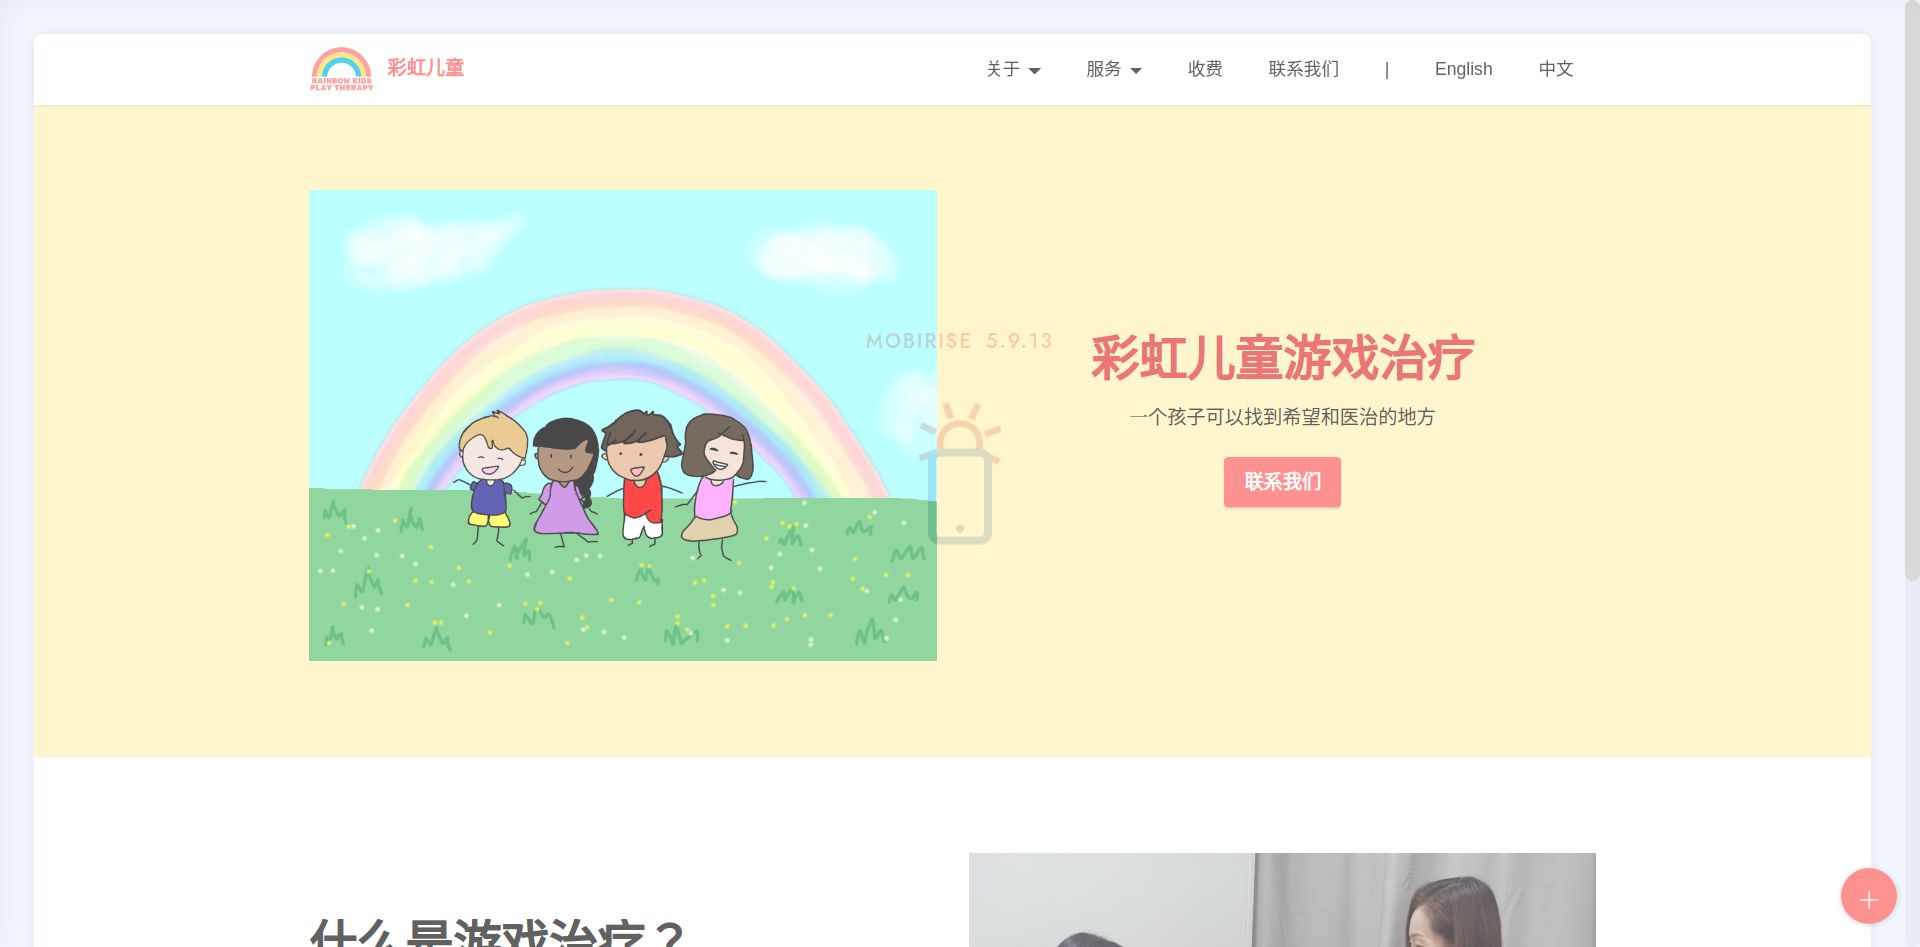 RAINBOW KIDS
PLAY THERAPY
彩虹儿童
关于
服务
收费
联系我们
|
English
中文
MOBIRISE 5.9.13
彩虹儿童游戏治疗
一个孩子可以找到希望和医治的地方
联系我们
什么是游戏治疗？